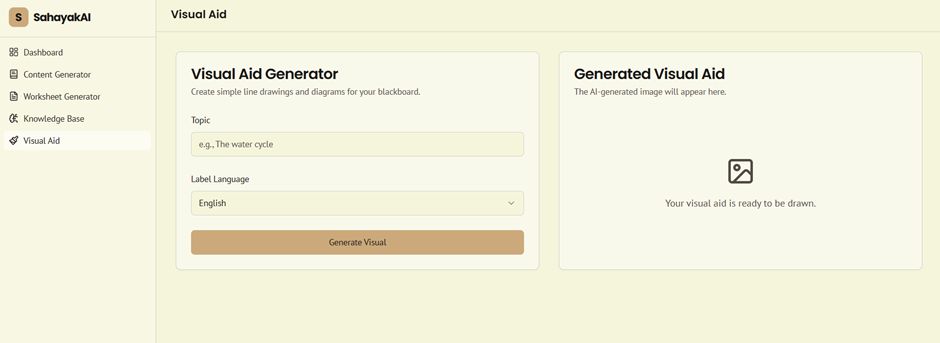 S SahayakAI
Dashboard
Content Generator
Worksheet Generator
Knowledge Base
Visual Aid
Visual Aid
Visual Aid Generator
Create simple line drawings and diagrams for your blackboard.
Topic
e.g., The water cycle
Label Language
English
Generate Visual
Generated Visual Aid
The AI-generated image will appear here.
Your visual aid is ready to be drawn.